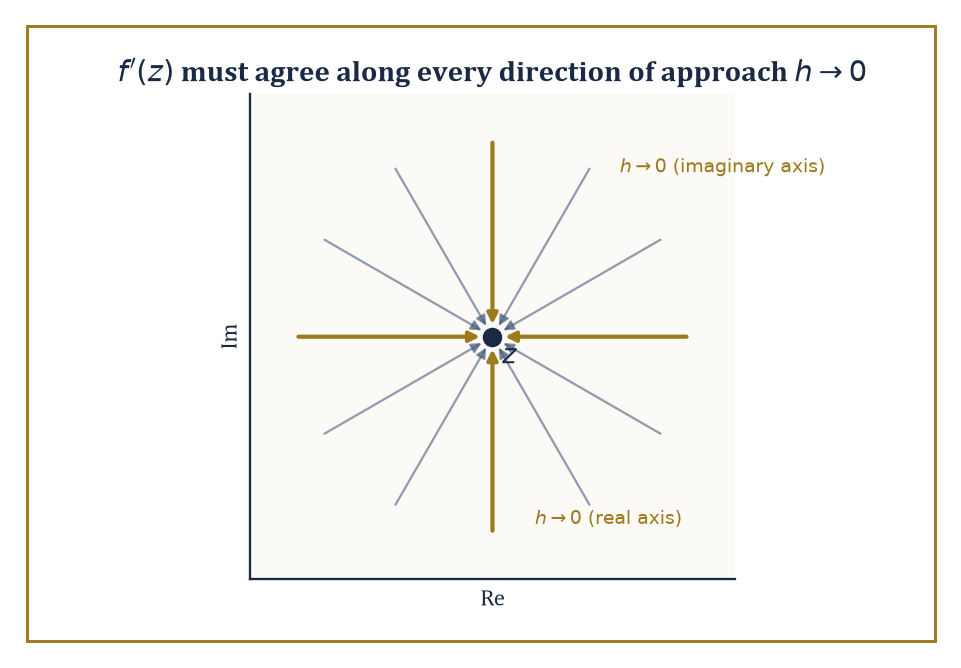 f′(z) must agree along every direction of approach h → 0
h → 0 (imaginary axis)
Im
z
h → 0 (real axis)
Re